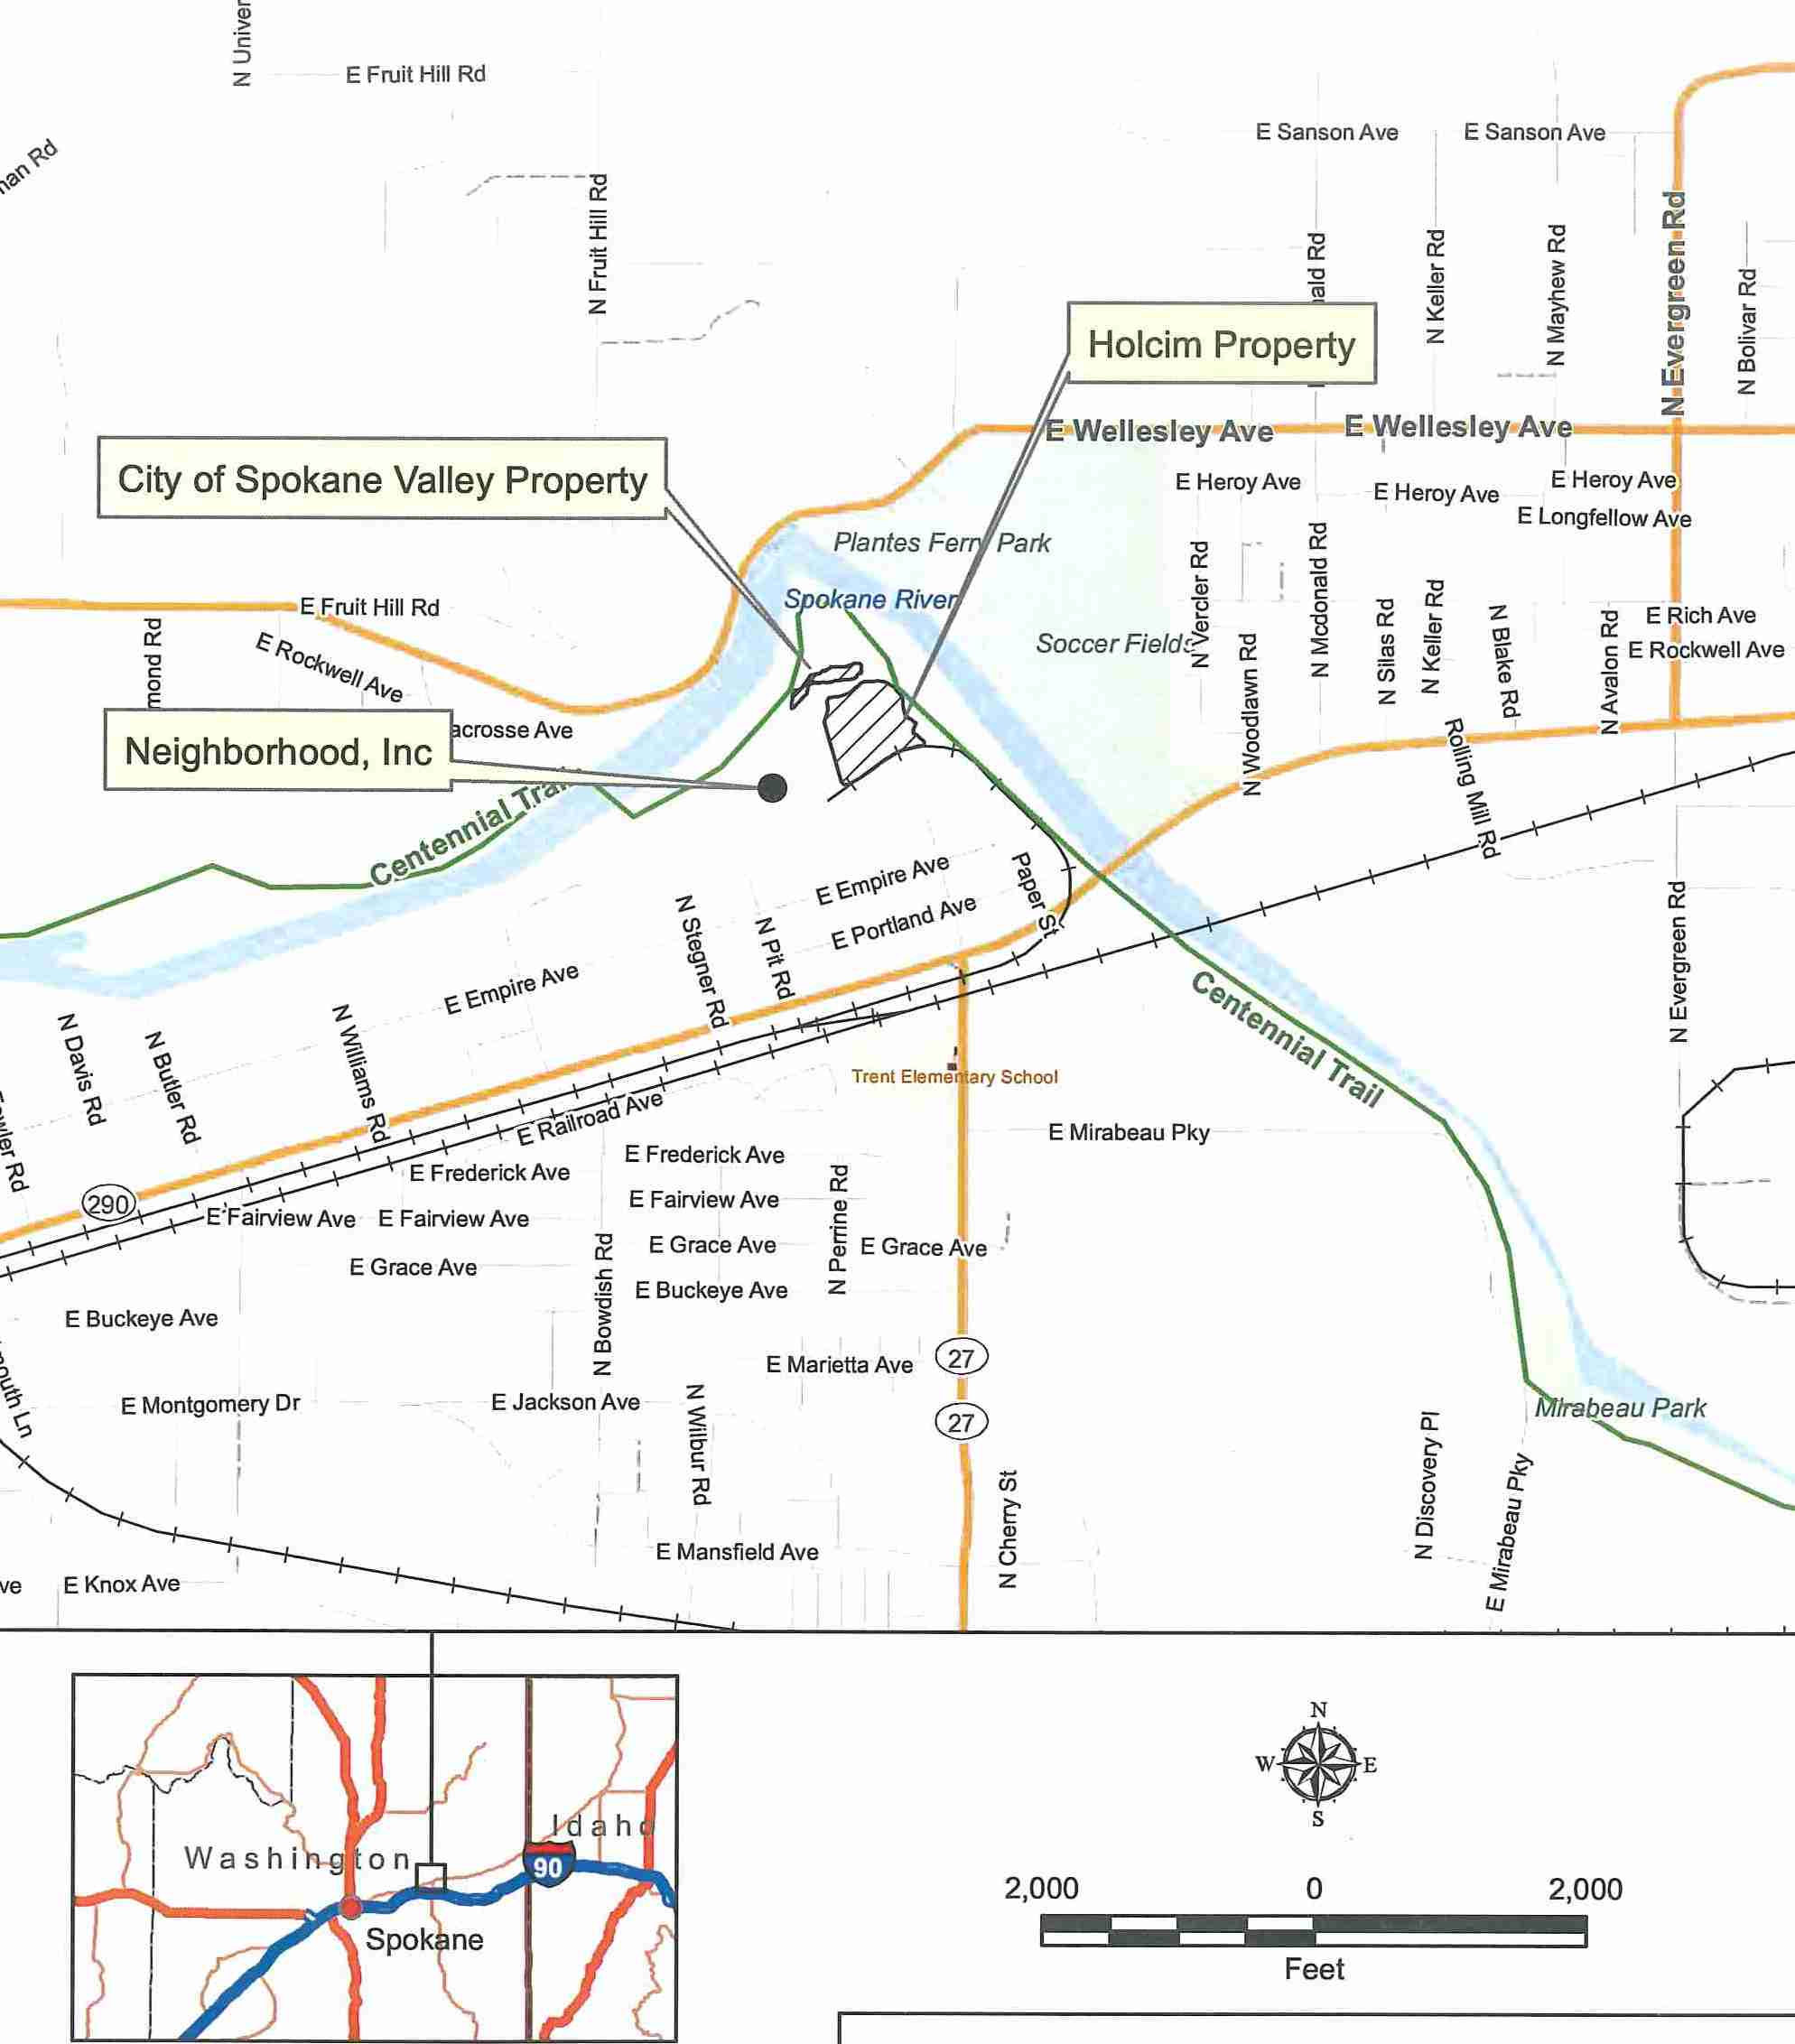 N Univer
E Fruit Hill Rd
nan Rd
E Sanson Ave
E Sanson Ave
N Fruit Hill Rd
ald Rd
N Keller Rd
N Mayhew Rd
N Evergreen Rd
N Bolivar Rd
Holcim Property
E Wellesley Ave
E Wellesley Ave
City of Spokane Valley Property
E Heroy Ave
E Heroy Ave
E Heroy Ave
E Longfellow Ave
Plantes Ferry Park
Spokane River
Soccer Fields
N Vercler Rd
N Woodlawn Rd
N Mcdonald Rd
N Silas Rd
N Keller Rd
N Blake Rd
N Avalon Rd
E Rich Ave
E Rockwell Ave
E Fruit Hill Rd
mond Rd
E Rockwell Ave
acrosse Ave
Neighborhood, Inc
Centennial Trail
Rolling Mill Rd
E Empire Ave
E Portland Ave
Paper St
N Stegner Rd
N Pit Rd
E Empire Ave
N Evergreen Rd
Centennial Trail
N Davis Rd
N Butler Rd
N Williams Rd
owler Rd
Trent Elementary School
E Railroad Ave
E Mirabeau Pky
E Frederick Ave
E Frederick Ave
290
E Fairview Ave
E Fairview Ave
E Fairview Ave
N Perrine Rd
E Grace Ave
E Grace Ave
E Grace Ave
N Bowdish Rd
E Buckeye Ave
E Buckeye Ave
E Marietta Ave
27
outh Ln
E Montgomery Dr
E Jackson Ave
N Wilbur Rd
27
Mirabeau Park
N Discovery Pl
E Mirabeau Pky
N Cherry St
E Mansfield Ave
ve
E Knox Ave
N
W
E
S
Washington
Idaho
90
Spokane
2,000
0
2,000
Feet